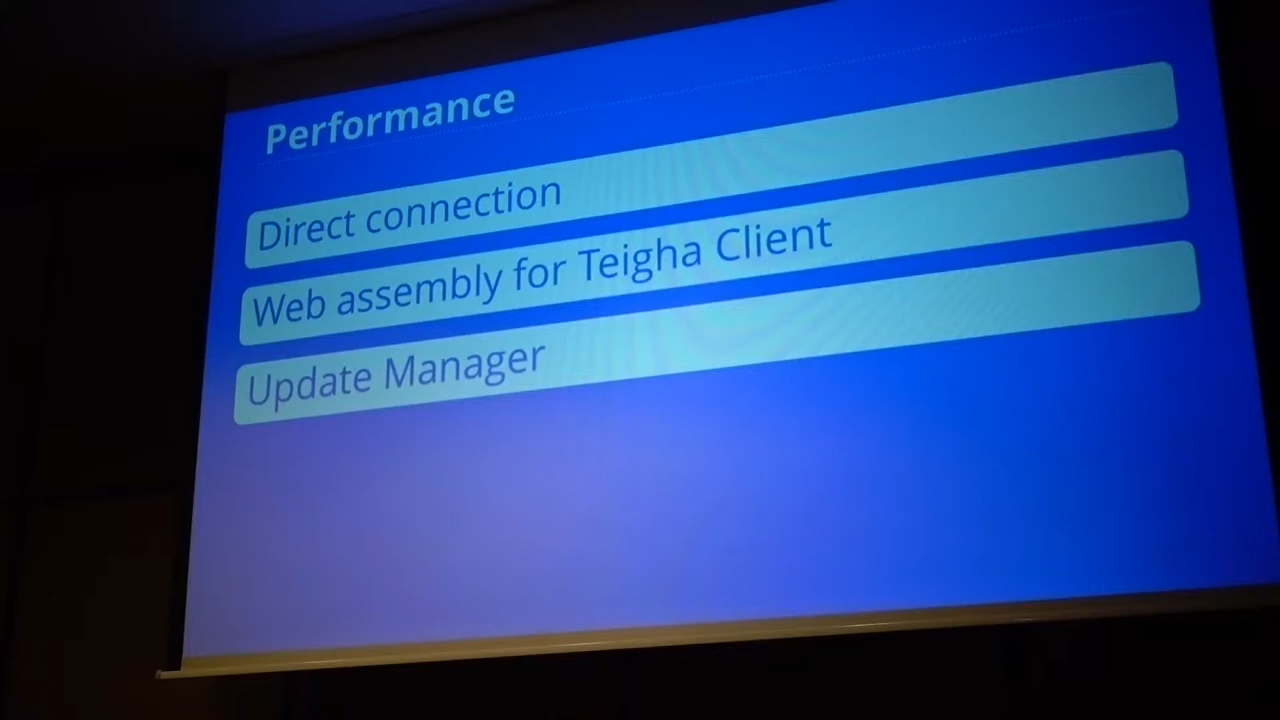 Performance
Direct connection
Web assembly for Teigha Client
Update Manager